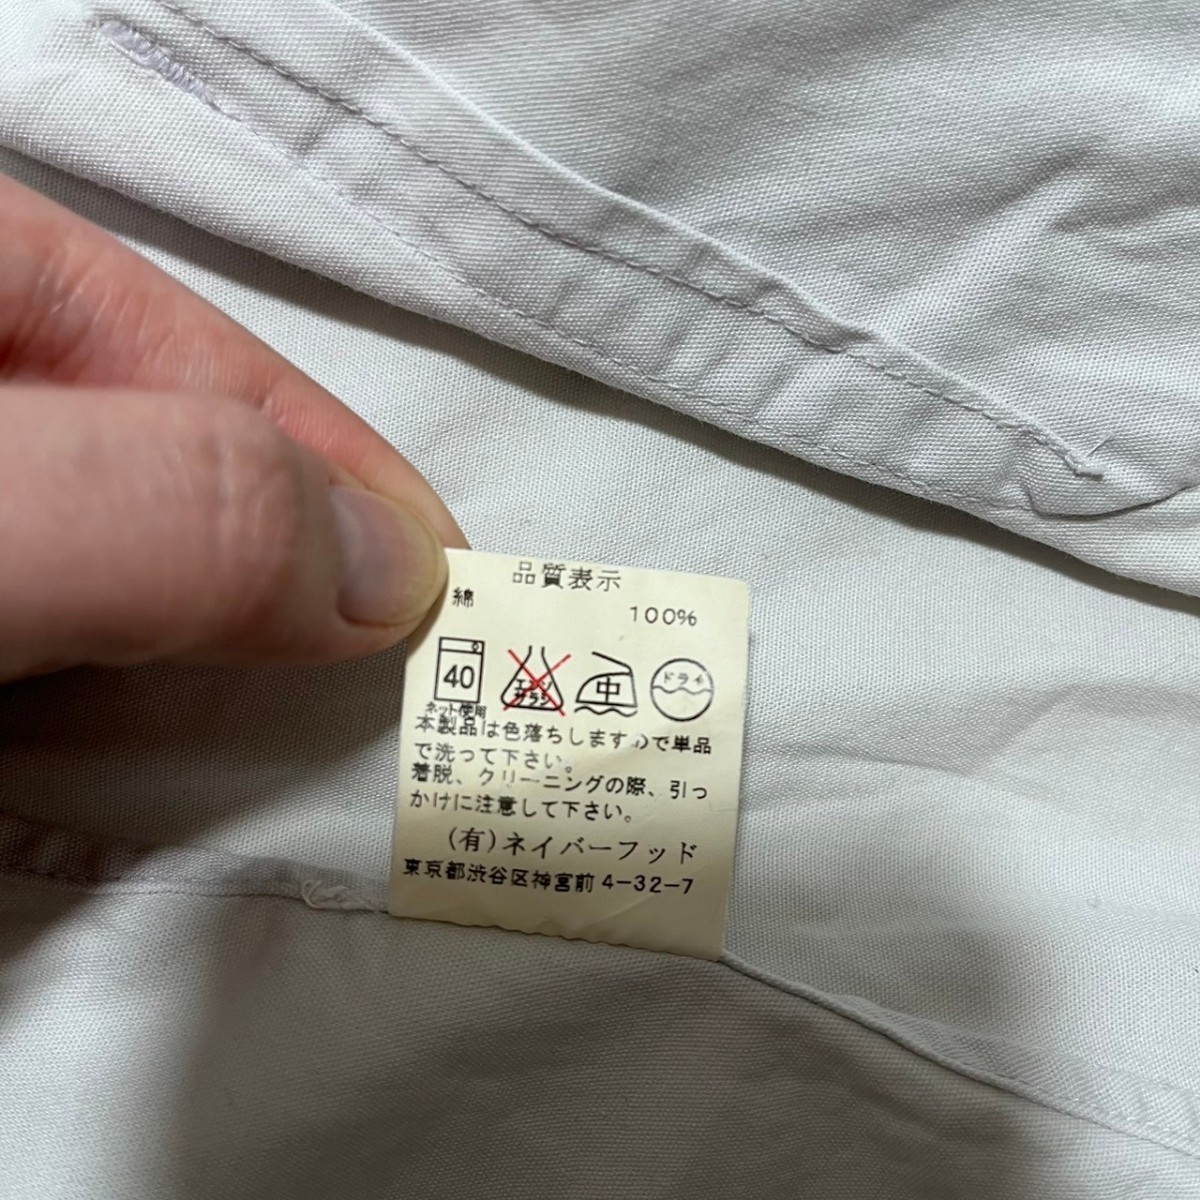 品質表示
綿 100%
40 エンソ サラシ 中 ドライ
ネット使用
本製品は色落ちしますので単品
で洗って下さい。
着脱、クリーニングの際、引っ
かけに注意して下さい。
(有)ネイバーフッド
東京都渋谷区神宮前4-32-7